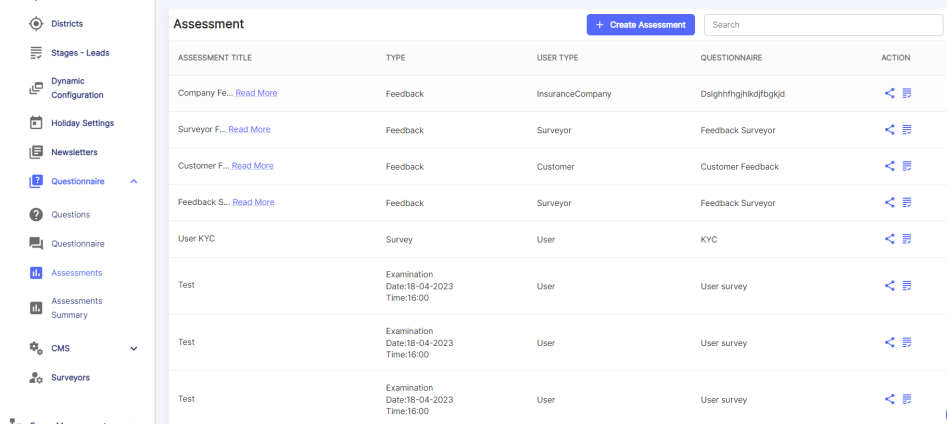 Districts
Stages - Leads
Dynamic
Configuration
Holiday Settings
Newsletters
Questionnaire
Questions
Questionnaire
Assessments
Assessments
Summary
CMS
Surveyors
Assessment
+ Create Assessment
Search
ASSESSMENT TITLE TYPE USER TYPE QUESTIONNAIRE ACTION
Company Fe... Read More Feedback InsuranceCompany Dslghhfhgjhlkdjfbgkjd
Surveyor F... Read More Feedback Surveyor Feedback Surveyor
Customer F... Read More Feedback Customer Customer Feedback
Feedback S... Read More Feedback Surveyor Feedback Surveyor
User KYC Survey User KYC
Test Examination User User survey
Date:18-04-2023
Time:16:00
Test Examination User User survey
Date:18-04-2023
Time:16:00
Test Examination User User survey
Date:18-04-2023
Time:16:00